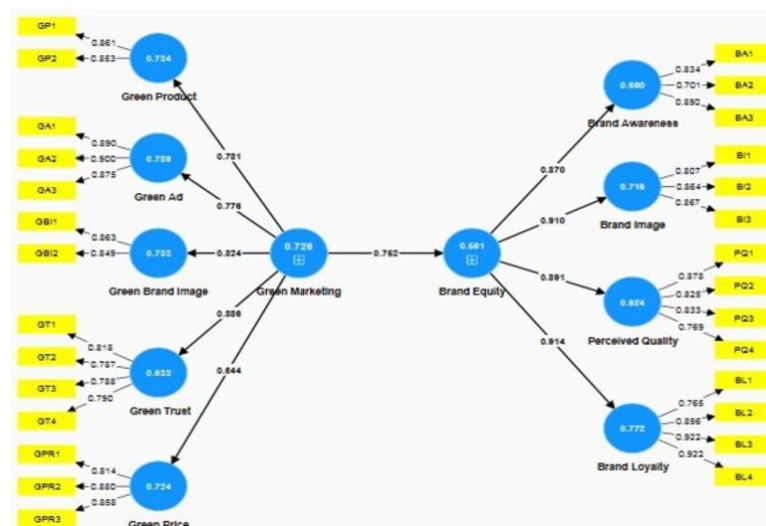 GP1
0.861
GP2
0.853
0.734
Green Product
GA1
0.890
GA2
0.900
GA3
0.875
0.789
Green Ad
GBI1
0.863
GBI2
0.849
0.733
Green Brand Image
GT1
0.818
GT2
0.787
GT3
0.788
GT4
0.790
0.633
Green Trust
GPR1
0.814
GPR2
0.880
GPR3
0.858
0.724
Green Price
0.781
0.776
0.824
0.886
0.644
0.726
Green Marketing
0.762
0.561
Brand Equity
0.870
0.910
0.891
0.914
0.660
Brand Awareness
0.834
BA1
0.701
BA2
0.890
BA3
0.716
Brand Image
0.807
BI1
0.864
BI2
0.867
BI3
0.684
Perceived Quality
0.878
PQ1
0.825
PQ2
0.833
PQ3
0.769
PQ4
0.772
Brand Loyalty
0.765
BL1
0.896
BL2
0.922
BL3
0.922
BL4